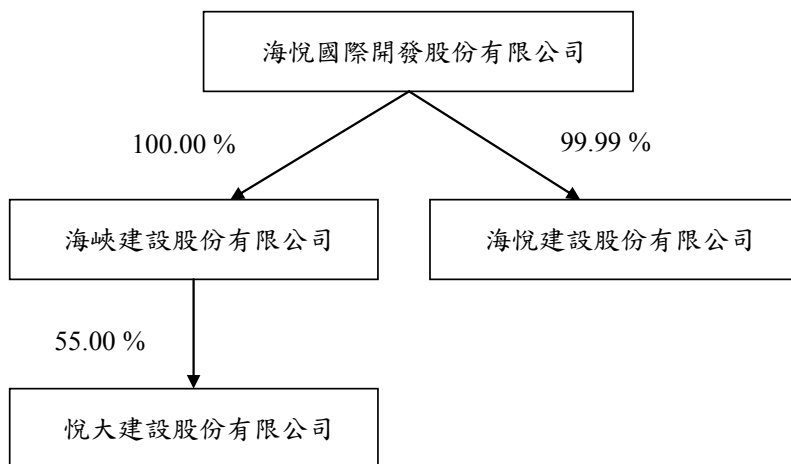 海悅國際開發股份有限公司
100.00 %
99.99 %
海峽建設股份有限公司
海悅建設股份有限公司
55.00 %
悅大建設股份有限公司